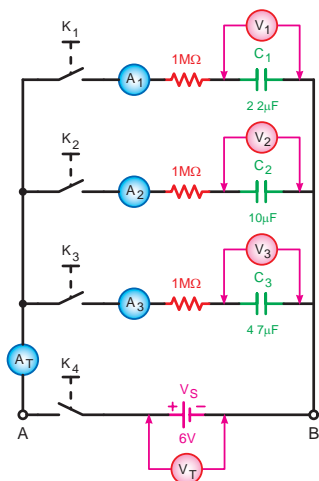 K1
A1
1MΩ
V1
C1
2 2μF
K2
A2
1MΩ
V2
C2
10μF
K3
A3
1MΩ
V3
C3
4 7μF
AT
K4
VS
+ −
6V
A
B
VT